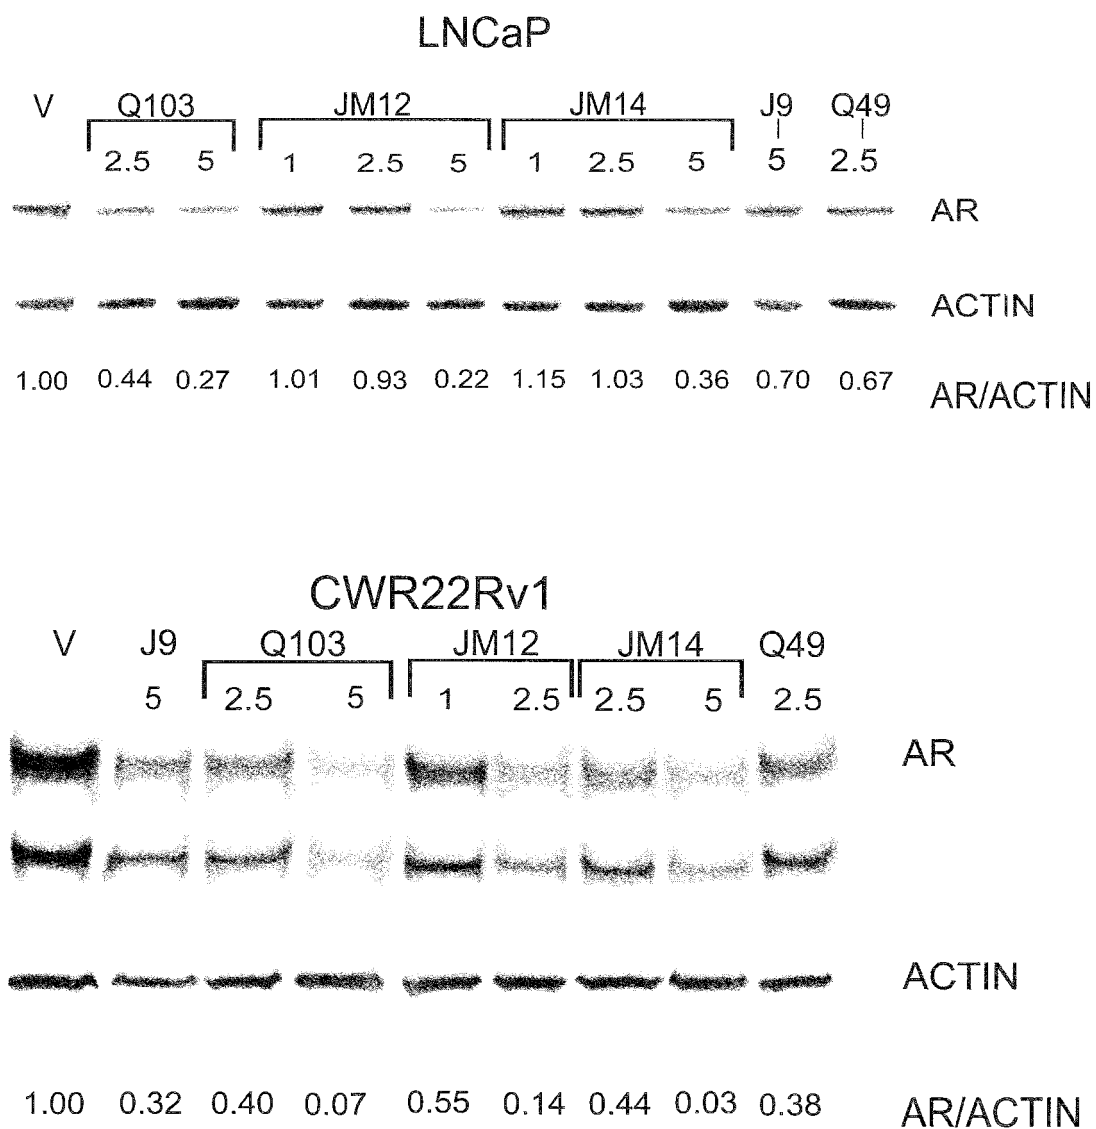 LNCaP
V Q103 JM12 JM14 J9 Q49
2.5 5 1 2.5 5 1 2.5 5 5 2.5
AR
ACTIN
1.00 0.44 0.27 1.01 0.93 0.22 1.15 1.03 0.36 0.70 0.67 AR/ACTIN
CWR22Rv1
V J9 Q103 JM12 JM14 Q49
5 2.5 5 1 2.5 2.5 5 2.5
AR
ACTIN
1.00 0.32 0.40 0.07 0.55 0.14 0.44 0.03 0.38 AR/ACTIN